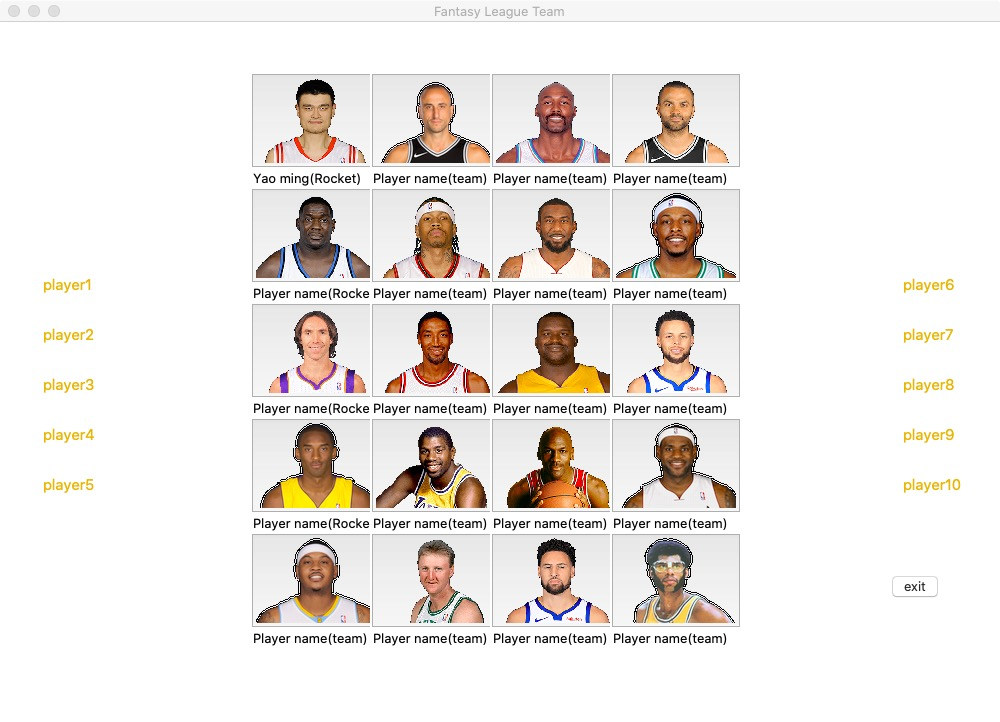 Fantasy League Team
Yao ming(Rocket) Player name(team) Player name(team) Player name(team)
Player name(Rocke Player name(team) Player name(team) Player name(team)
player1 player6
player2 player7
player3 player8
Player name(Rocke Player name(team) Player name(team) Player name(team)
player4 player9
player5 player10
Player name(Rocke Player name(team) Player name(team) Player name(team)
exit
Player name(team) Player name(team) Player name(team) Player name(team)